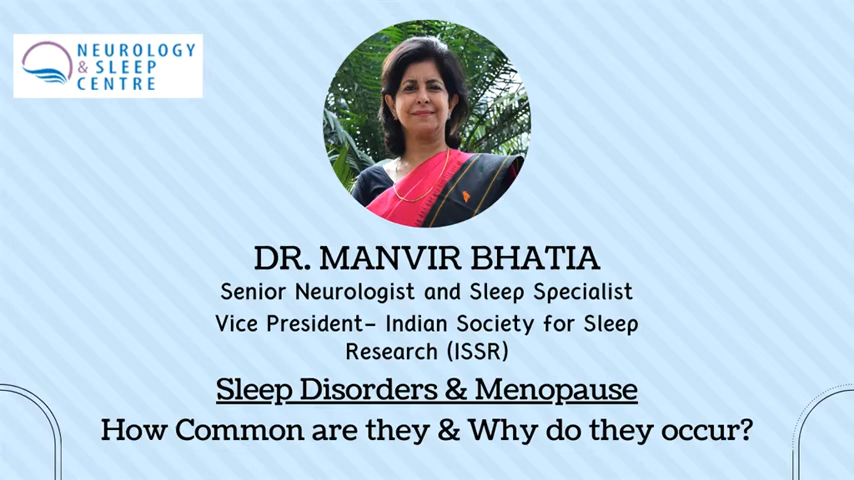 NEUROLOGY
& SLEEP
CENTRE
DR. MANVIR BHATIA
Senior Neurologist and Sleep Specialist
Vice President- Indian Society for Sleep
Research (ISSR)
Sleep Disorders & Menopause
How Common are they & Why do they occur?